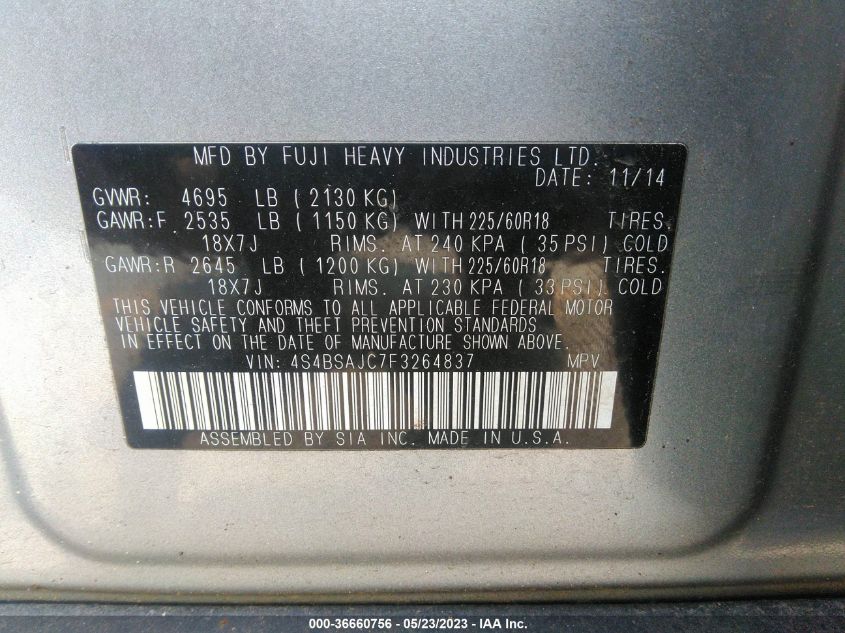 MFD BY FUJI HEAVY INDUSTRIES LTD.
DATE: 11/14
GVWR: 4695 LB ( 2130 KG)
GAWR:F 2535 LB ( 1150 KG) WITH 225/60R18 TIRES.
18X7J RIMS. AT 240 KPA ( 35 PSI) COLD
GAWR:R 2645 LB ( 1200 KG) WITH 225/60R18 TIRES.
18X7J RIMS. AT 230 KPA ( 33 PSI) COLD
THIS VEHICLE CONFORMS TO ALL APPLICABLE FEDERAL MOTOR
VEHICLE SAFETY AND THEFT PREVENTION STANDARDS
IN EFFECT ON THE DATE OF MANUFACTURE SHOWN ABOVE.
VIN: 4S4BSAJC7F3264837 MPV
ASSEMBLED BY SIA INC. MADE IN U.S.A.
000-36660756 - 05/23/2023 - IAA Inc.